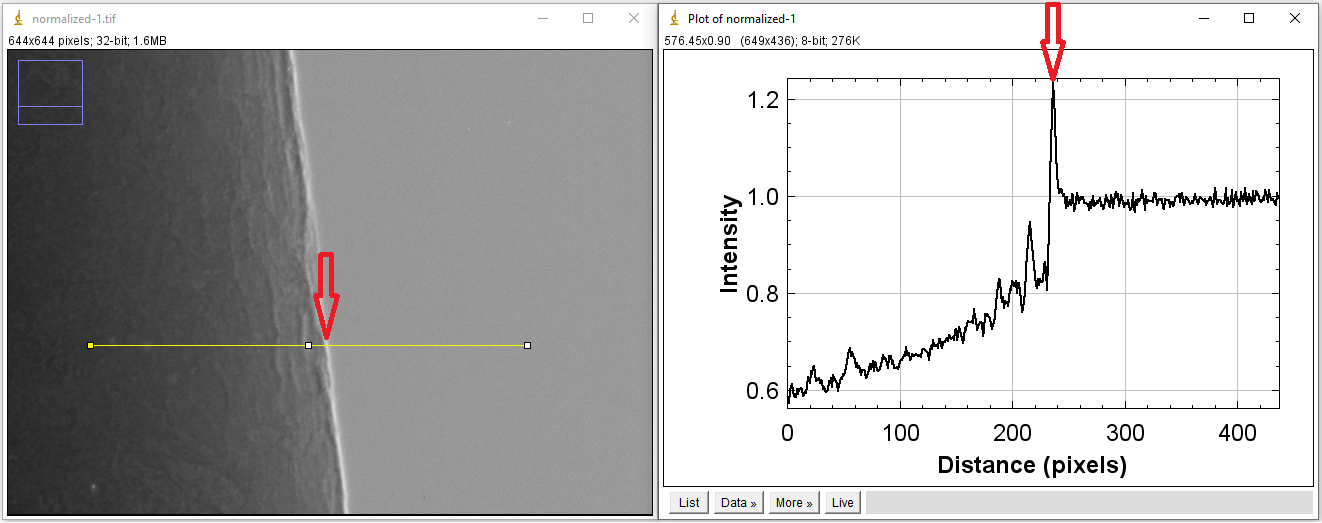 normalized-1.tif
644x644 pixels; 32-bit; 1.6MB
Plot of normalized-1
576.45x0.90 (649x436); 8-bit; 276K
1.2
1.0
0.8
0.6
Intensity
0 100 200 300 400
Distance (pixels)
List Data » More » Live